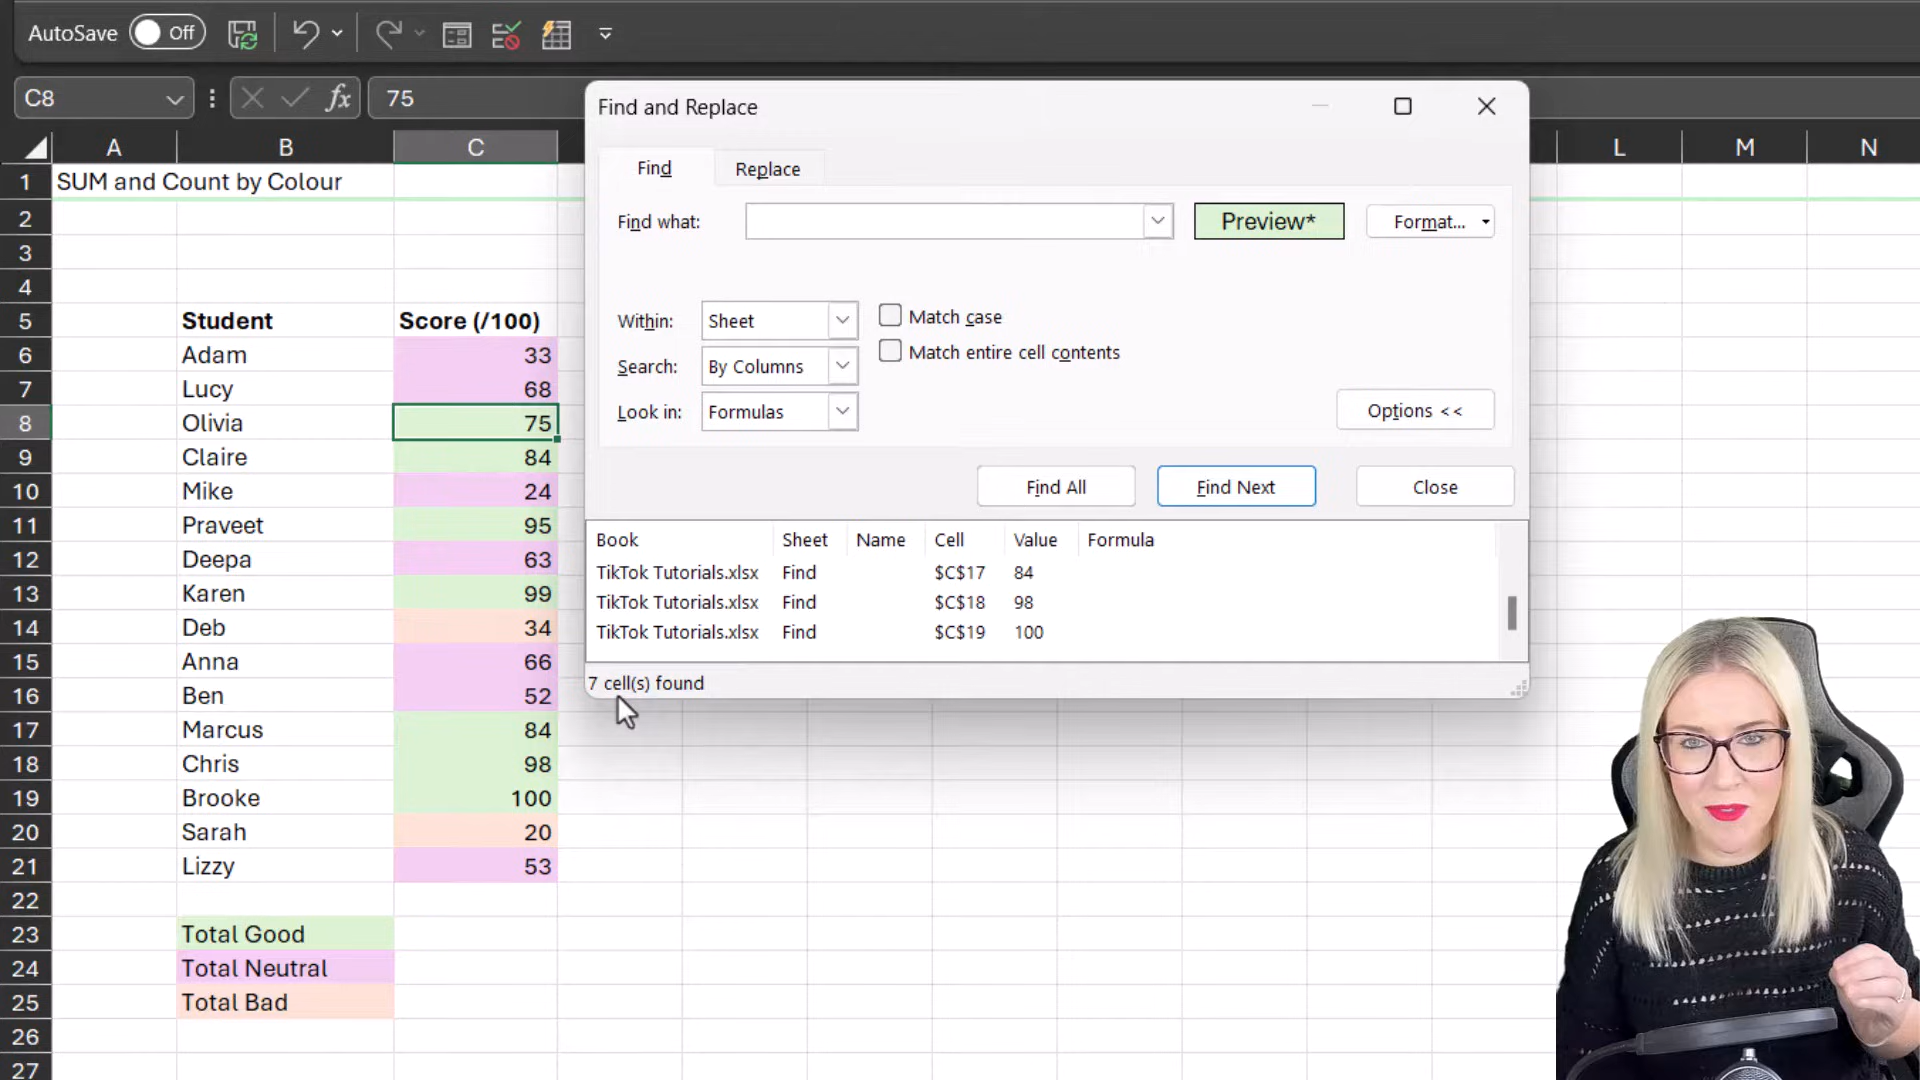 AutoSave Off
C8 fx 75
Find and Replace
A B C L M N
Find Replace
1 SUM and Count by Colour
2
Find what: Preview* Format...
3
4
5 Student Score (/100)
Within: Sheet Match case
6 Adam 33
Match entire cell contents
Search: By Columns
7 Lucy 68
Look in: Formulas Options <<
8 Olivia 75
9 Claire 84
Find All Find Next Close
10 Mike 24
11 Praveet 95
Book Sheet Name Cell Value Formula
12 Deepa 63
TikTok Tutorials.xlsx Find $C$17 84
13 Karen 99
TikTok Tutorials.xlsx Find $C$18 98
14 Deb 34
TikTok Tutorials.xlsx Find $C$19 100
15 Anna 66
7 cell(s) found
16 Ben 52
17 Marcus 84
18 Chris 98
19 Brooke 100
20 Sarah 20
21 Lizzy 53
22
23 Total Good
24 Total Neutral
25 Total Bad
26
27